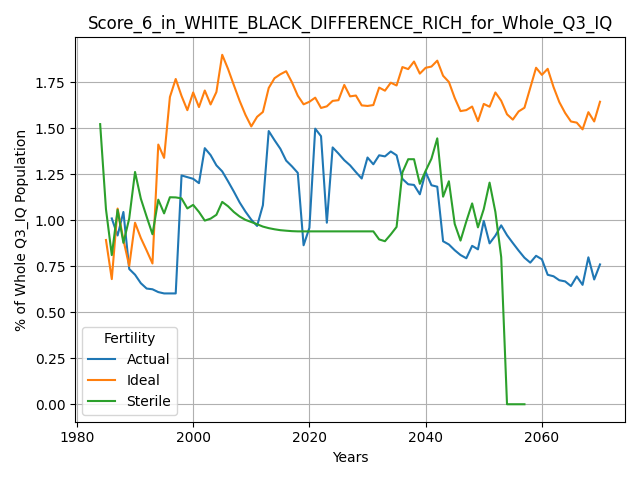 Score_6_in_WHITE_BLACK_DIFFERENCE_RICH_for_Whole_Q3_IQ
% of Whole Q3_IQ Population
1.75
1.50
1.25
1.00
0.75
0.50
0.25
0.00
Fertility
Actual
Ideal
Sterile
1980
2000
2020
2040
2060
Years